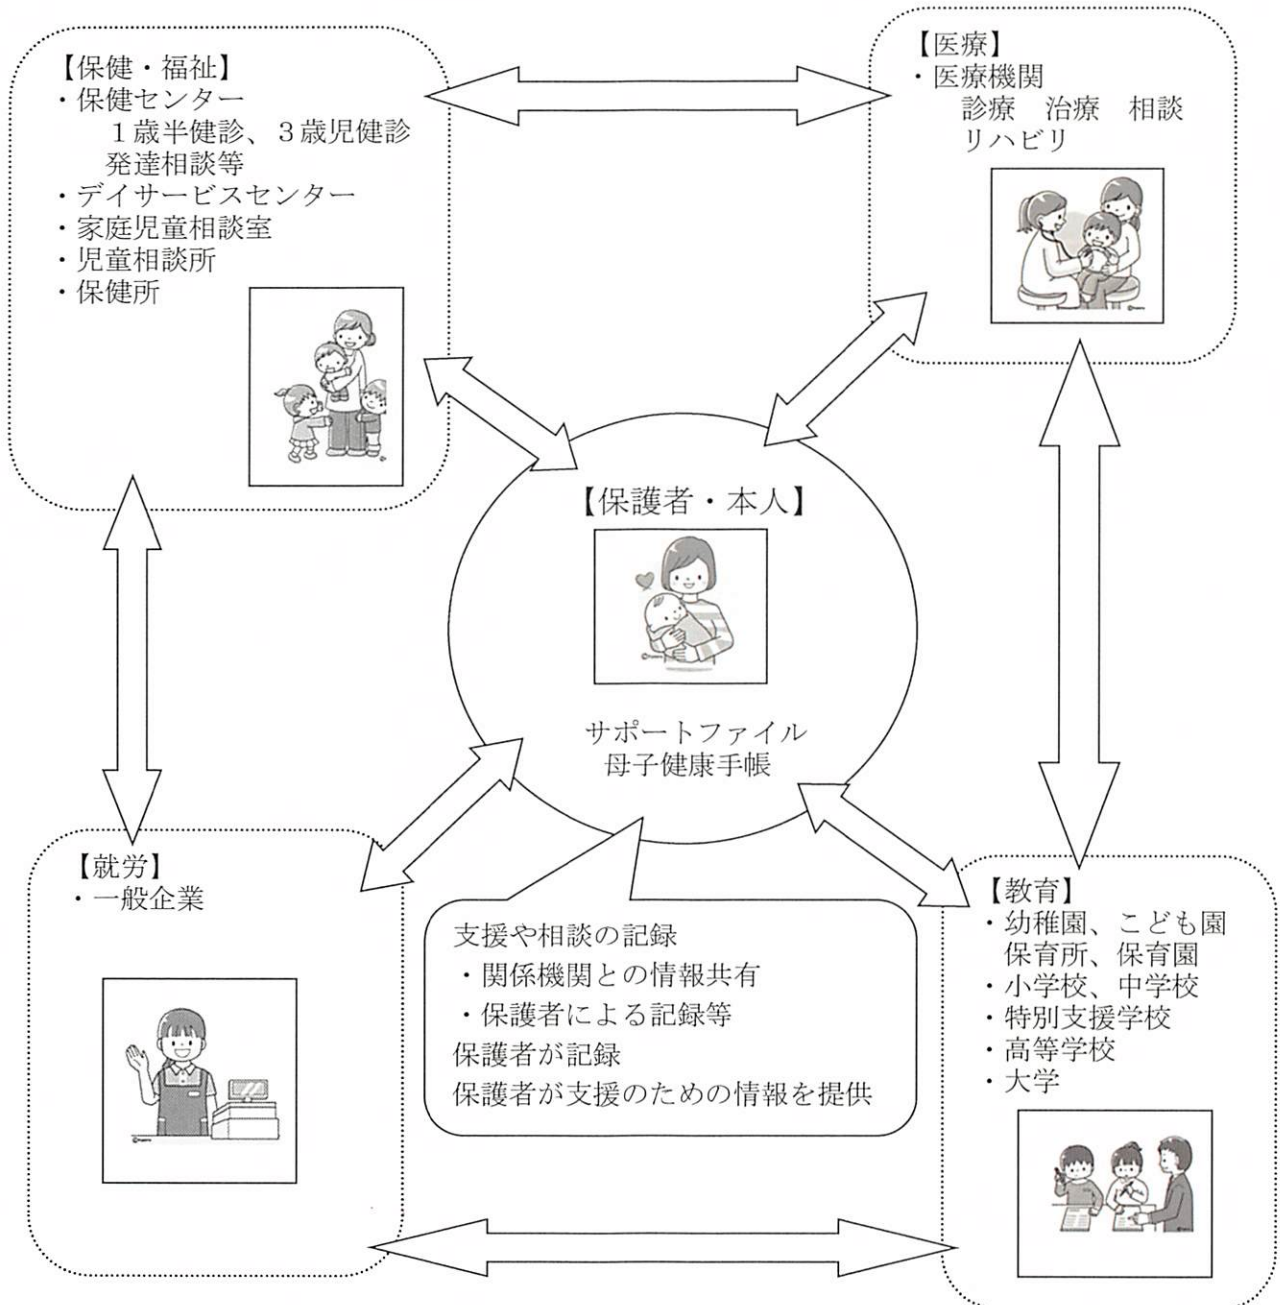 【保健・福祉】
・保健センター
１歳半健診、３歳児健診
発達相談等
・デイサービスセンター
・家庭児童相談室
・児童相談所
・保健所
【医療】
・医療機関
診療　治療　相談
リハビリ
【保護者・本人】
サポートファイル
母子健康手帳
【就労】
・一般企業
支援や相談の記録
・関係機関との情報共有
・保護者による記録等
保護者が記録
保護者が支援のための情報を提供
【教育】
・幼稚園、こども園
保育所、保育園
・小学校、中学校
・特別支援学校
・高等学校
・大学